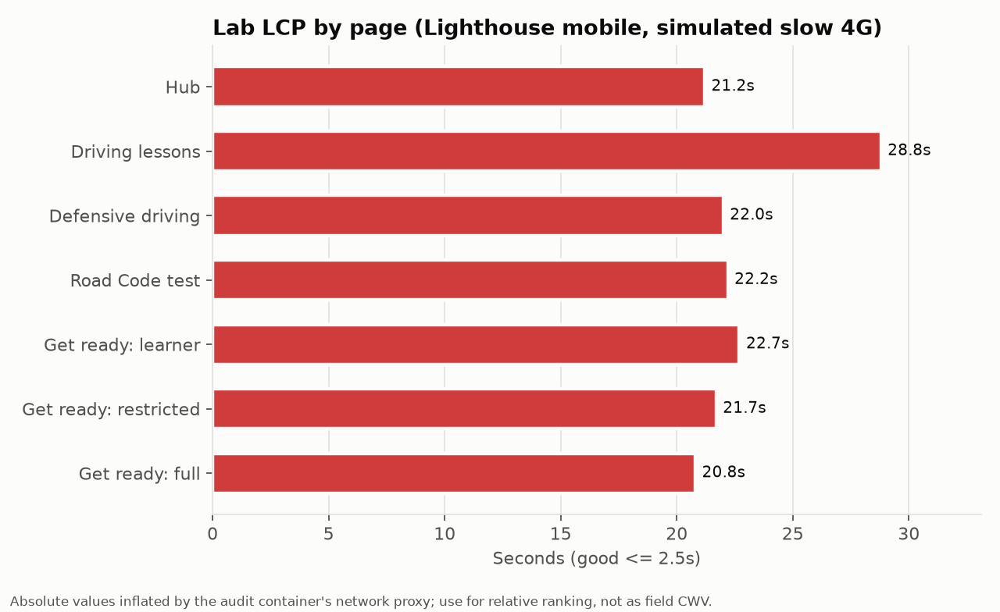 Lab LCP by page (Lighthouse mobile, simulated slow 4G)
Hub
21.2s
Driving lessons
28.8s
Defensive driving
22.0s
Road Code test
22.2s
Get ready: learner
22.7s
Get ready: restricted
21.7s
Get ready: full
20.8s
0 5 10 15 20 25 30
Seconds (good <= 2.5s)
Absolute values inflated by the audit container's network proxy; use for relative ranking, not as field CWV.